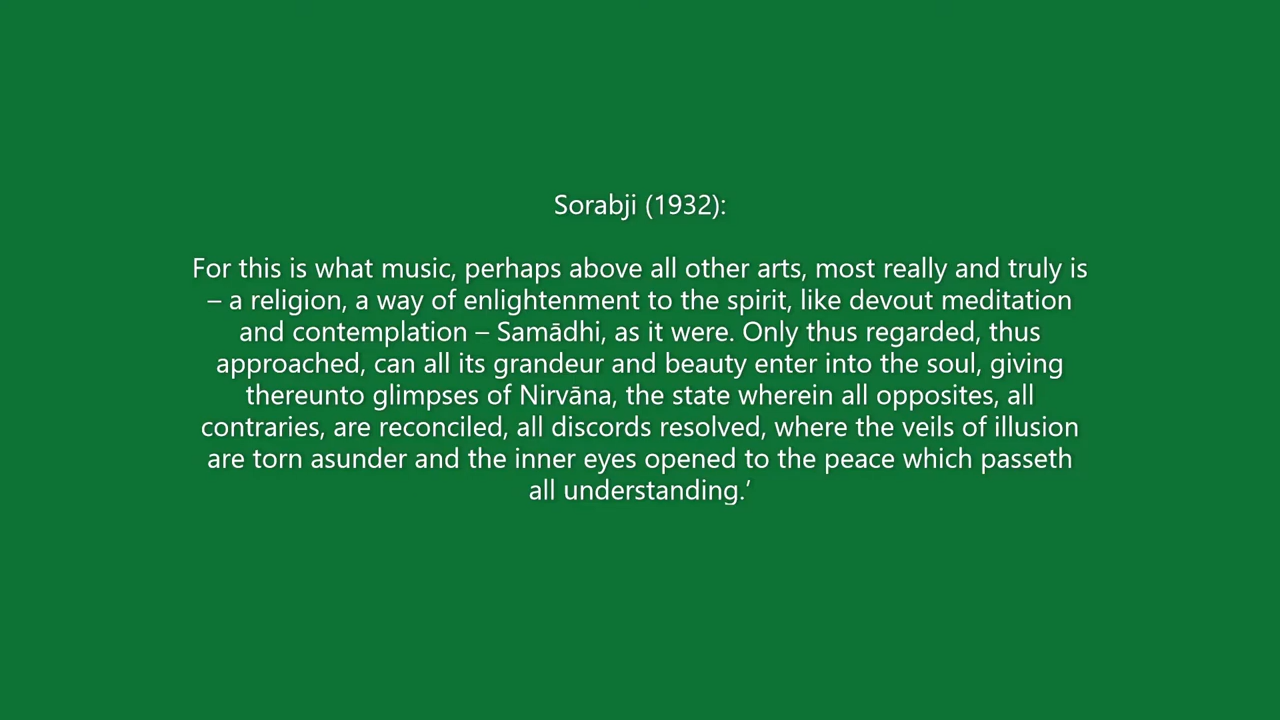 Sorabji (1932):
For this is what music, perhaps above all other arts, most really and truly is
– a religion, a way of enlightenment to the spirit, like devout meditation
and contemplation – Samādhi, as it were. Only thus regarded, thus
approached, can all its grandeur and beauty enter into the soul, giving
thereunto glimpses of Nirvāna, the state wherein all opposites, all
contraries, are reconciled, all discords resolved, where the veils of illusion
are torn asunder and the inner eyes opened to the peace which passeth
all understanding.’